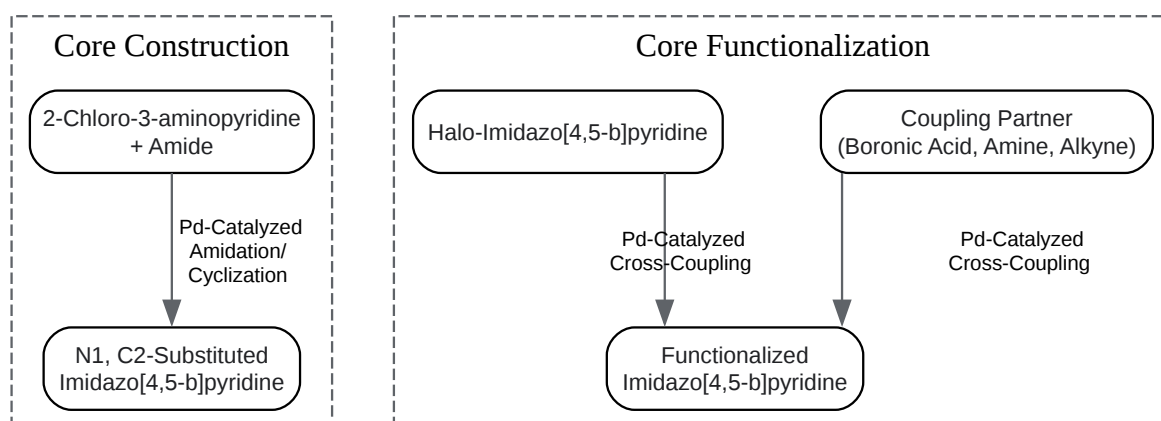 Core Construction
2-Chloro-3-aminopyridine
+ Amide
Pd-Catalyzed
Amidation/
Cyclization
N1, C2-Substituted
Imidazo[4,5-b]pyridine
Core Functionalization
Halo-Imidazo[4,5-b]pyridine
Coupling Partner
(Boronic Acid, Amine, Alkyne)
Pd-Catalyzed
Cross-Coupling
Pd-Catalyzed
Cross-Coupling
Functionalized
Imidazo[4,5-b]pyridine